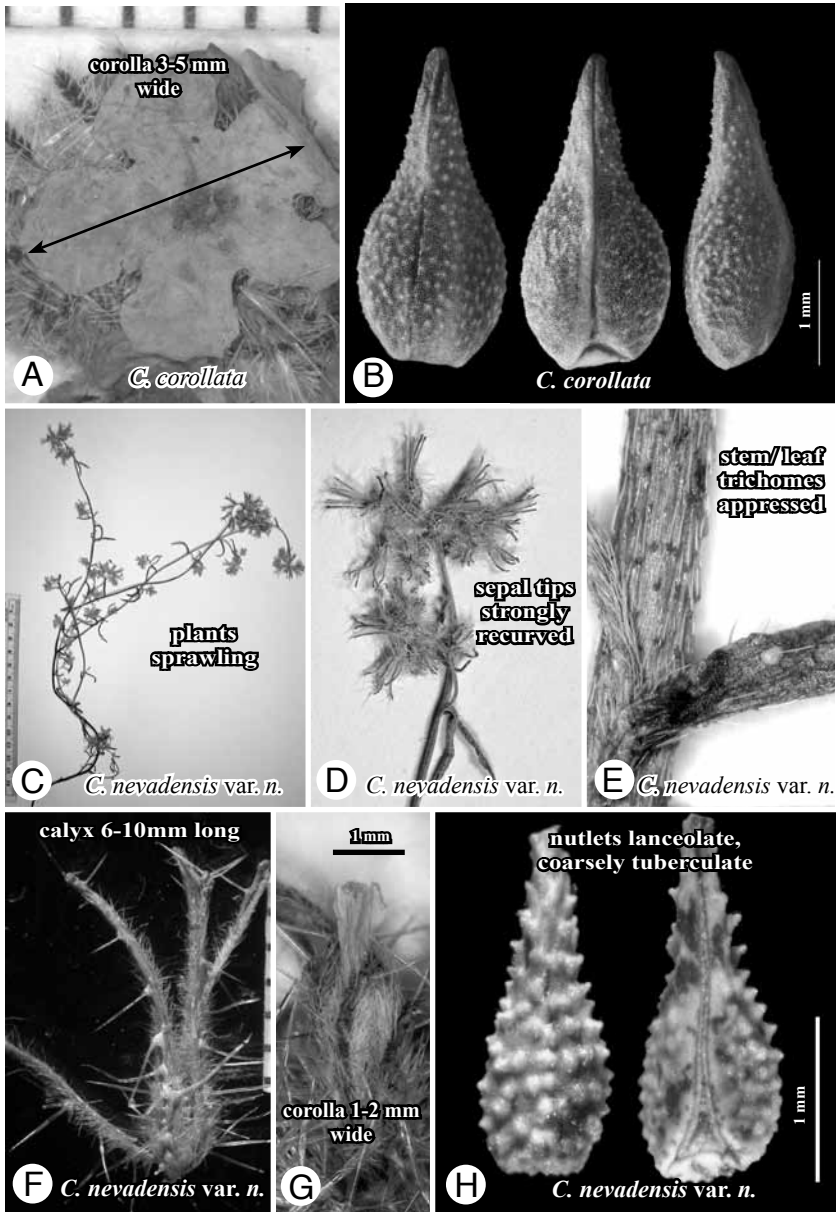 corolla 3-5 mm
wide
A
C. corollata
1 mm
B
C. corollata
plants
sprawling
C
C. nevadensis var. n.
sepal tips
strongly
recurved
D
C. nevadensis var. n.
stem/ leaf
trichomes
appressed
E
C. nevadensis var. n.
calyx 6-10mm long
F
C. nevadensis var. n.
1 mm
corolla 1-2 mm
wide
G
nutlets lanceolate,
coarsely tuberculate
1 mm
H
C. nevadensis var. n.